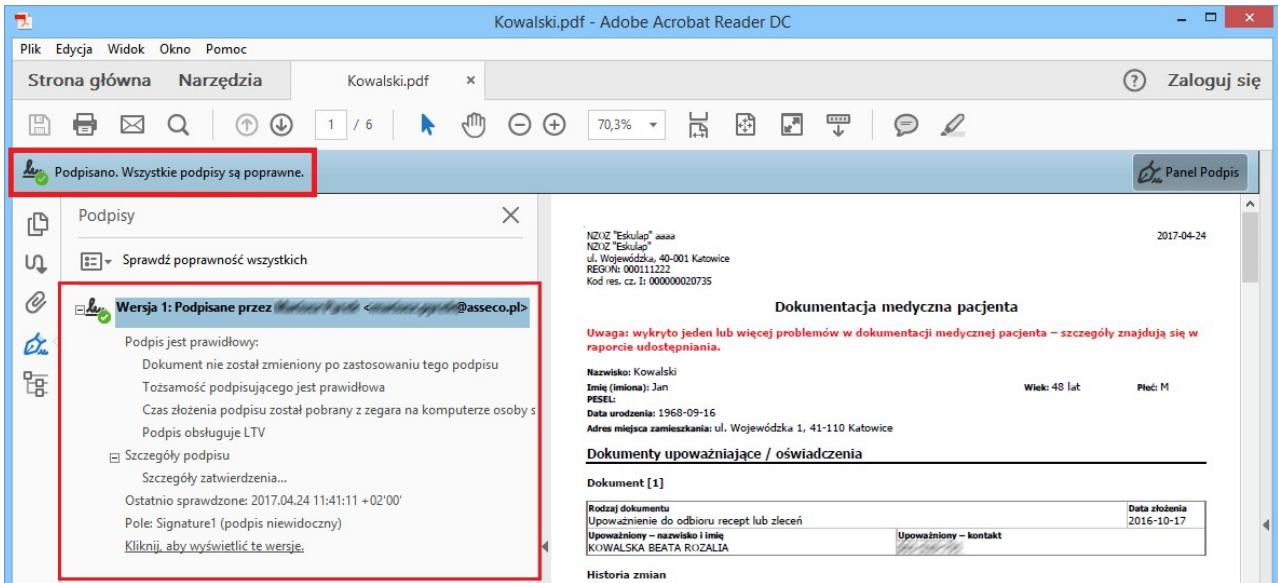 Kowalski.pdf - Adobe Acrobat Reader DC
Plik Edycja Widok Okno Pomoc
Strona główna Narzędzia Kowalski.pdf × ? Zaloguj się
1 / 6 70,3%
Podpisano. Wszystkie podpisy są poprawne.
Panel Podpis
Podpisy
Sprawdź poprawność wszystkich
Wersja 1: Podpisane przez < @asseco.pl>
Podpis jest prawidłowy:
Dokument nie został zmieniony po zastosowaniu tego podpisu
Tożsamość podpisującego jest prawidłowa
Czas złożenia podpisu został pobrany z zegara na komputerze osoby s
Podpis obsługuje LTV
Szczegóły podpisu
Szczegóły zatwierdzenia...
Ostatnio sprawdzone: 2017.04.24 11:41:11 +02'00'
Pole: Signature1 (podpis niewidoczny)
Kliknij, aby wyświetlić te wersje.
NZOZ "Eskulap" aaaa 2017-04-24
NZOZ "Eskulap"
ul. Wojewódzka, 40-001 Katowice
REGON: 000111222
Kod res. cz. I: 000000020735
Dokumentacja medyczna pacjenta
Uwaga: wykryto jeden lub więcej problemów w dokumentacji medycznej pacjenta – szczegóły znajdują się w
raporcie udostępniania.
Nazwisko: Kowalski
Imię (imiona): Jan Wiek: 48 lat Płeć: M
PESEL:
Data urodzenia: 1968-09-16
Adres miejsca zamieszkania: ul. Wojewódzka 1, 41-110 Katowice
Dokumenty upoważniające / oświadczenia
Dokument [1]
Rodzaj dokumentu Data złożenia
Upoważnienie do odbioru recept lub zleceń 2016-10-17
Upoważniony – nazwisko i imię Upoważniony – kontakt
KOWALSKA BEATA ROZALIA
Historia zmian